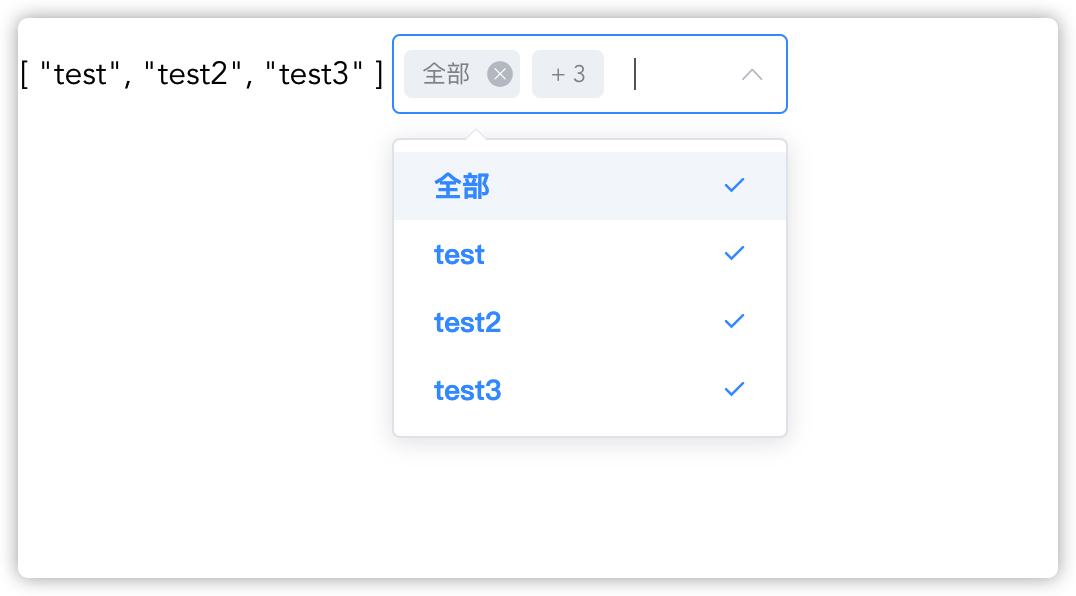 [ "test", "test2", "test3" ] 全部 + 3
全部
test
test2
test3